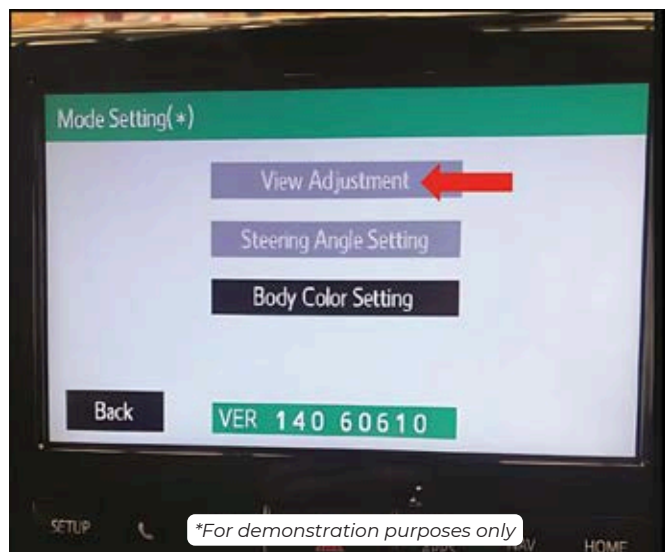 Mode Setting(*)
View Adjustment
Steering Angle Setting
Body Color Setting
Back
VER 140 60610
SETUP
HOME
*For demonstration purposes only